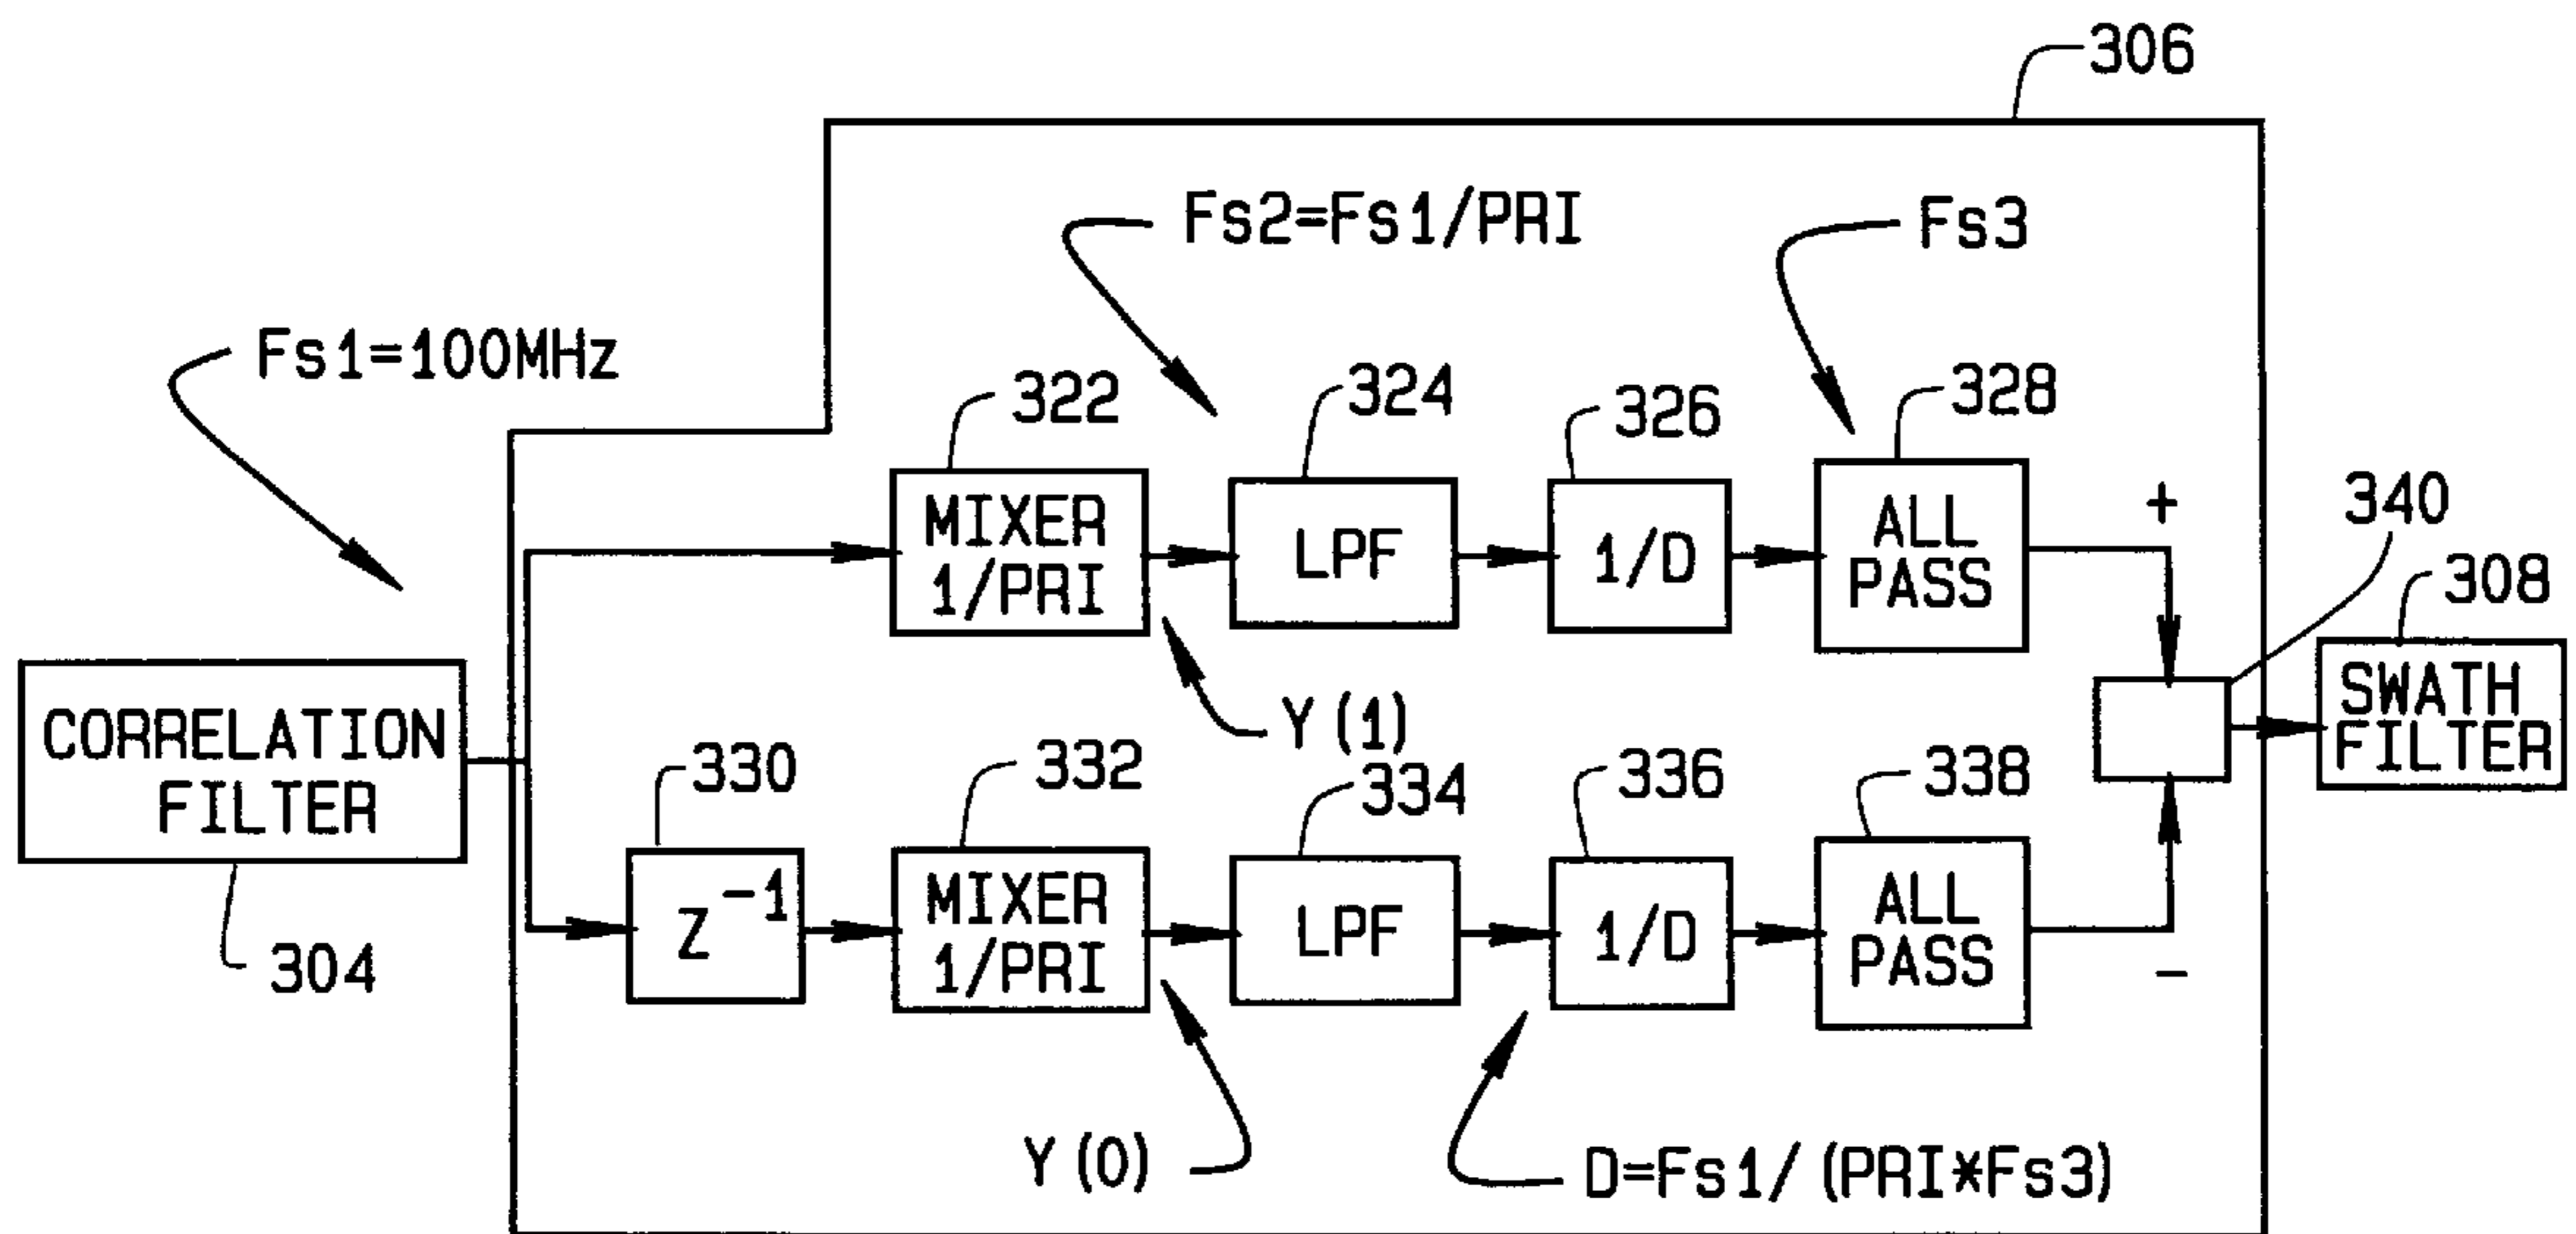 306
Fs2=Fs1/PRI
Fs3
Fs1=100MHz
322
324
326
328
MIXER
1/PRI
LPF
1/D
ALL
PASS
+
340
308
Y(1)
CORRELATION
FILTER
SWATH
FILTER
330
332
334
336
338
Z-1
MIXER
1/PRI
LPF
1/D
ALL
PASS
-
304
Y(0)
D=Fs1/(PRI*Fs3)